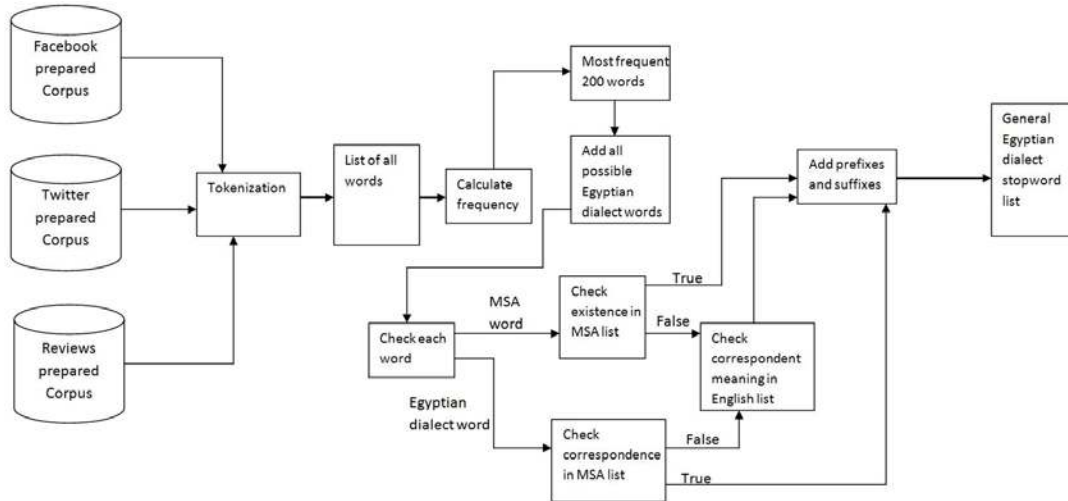 Facebook
prepared
Corpus
Twitter
prepared
Corpus
Reviews
prepared
Corpus
Tokenization
List of all
words
Calculate
frequency
Most frequent
200 words
Add all
possible
Egyptian
dialect words
Check each
word
MSA
word
Egyptian
dialect word
Check
existence in
MSA list
True
False
Check
correspondence
in MSA list
False
True
Check
correspondent
meaning in
English list
Add prefixes
and suffixes
General
Egyptian
dialect
stopword
list